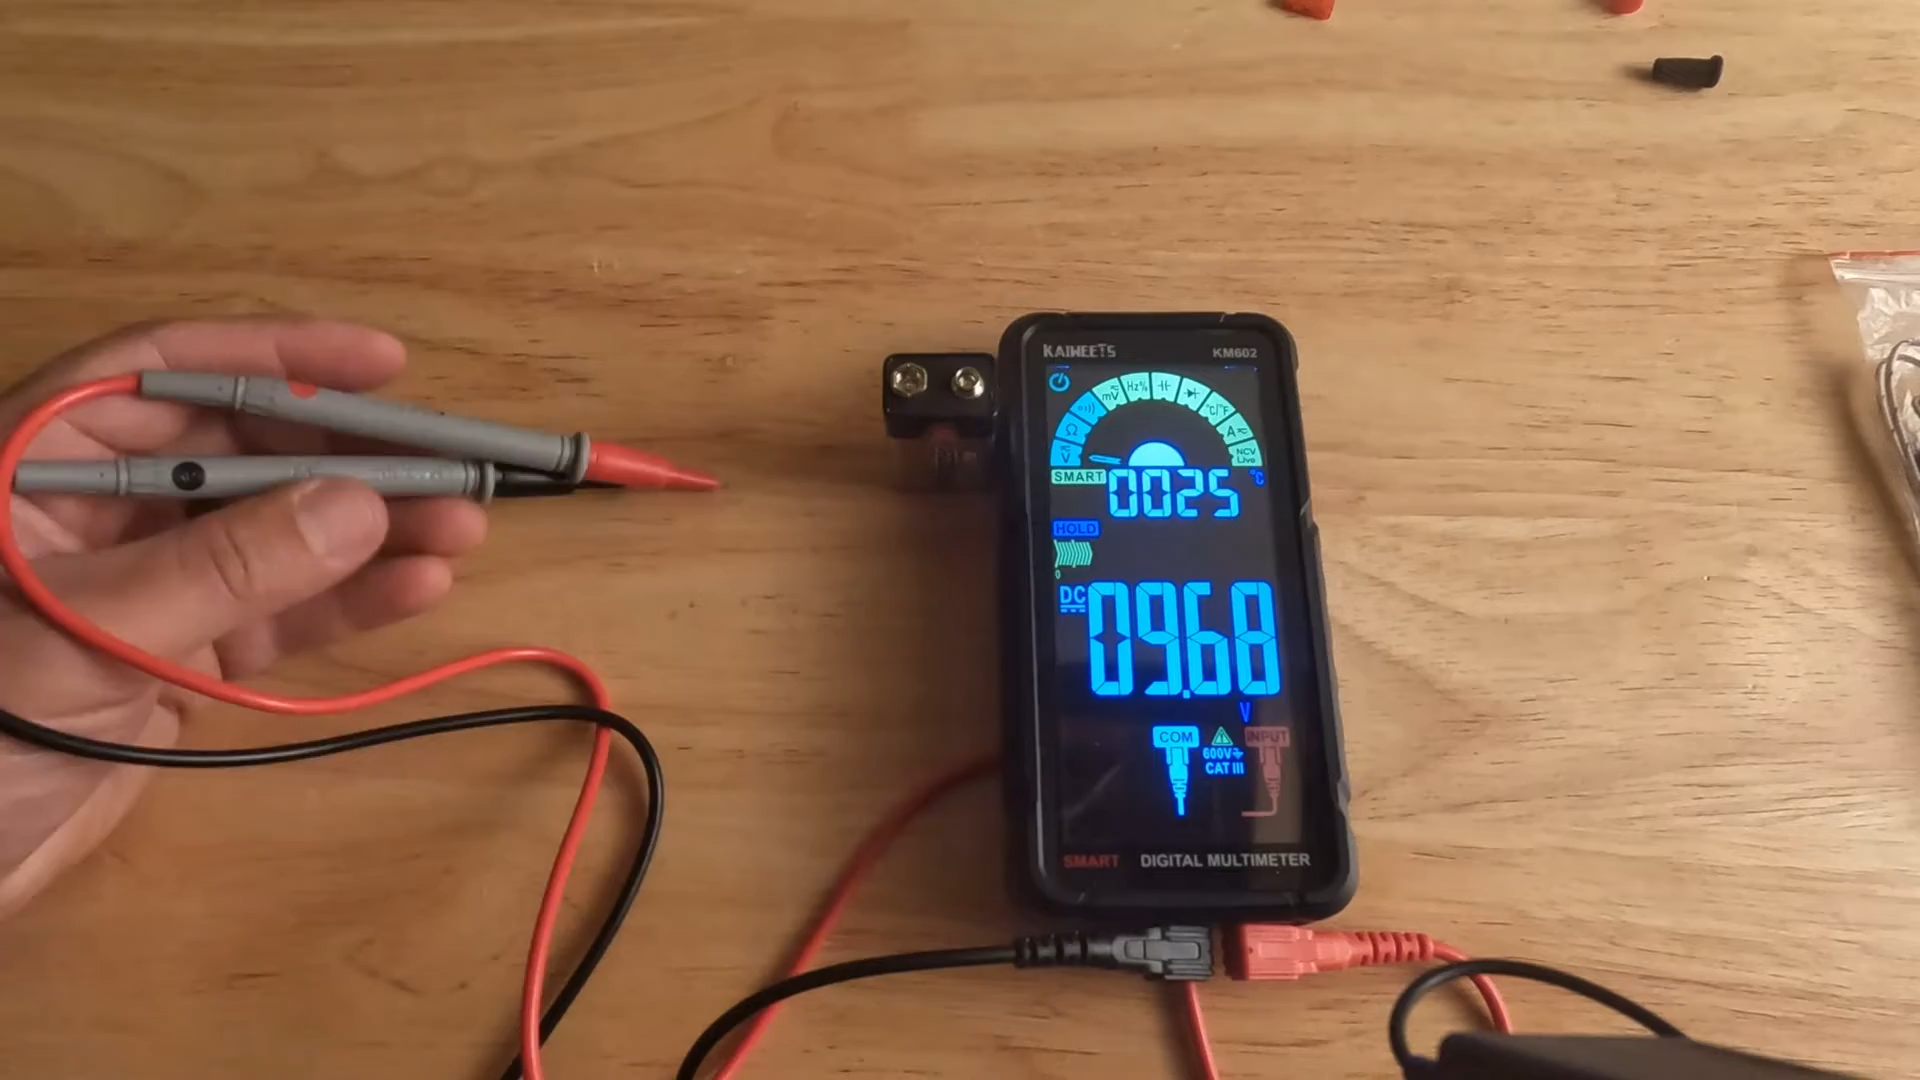 KAIWEETS KM602
V Ω mV Hz% °C/°F A NCV Live
SMART 0025 °C
HOLD
0
DC 09.68
V
COM 600V CAT III INPUT
SMART DIGITAL MULTIMETER